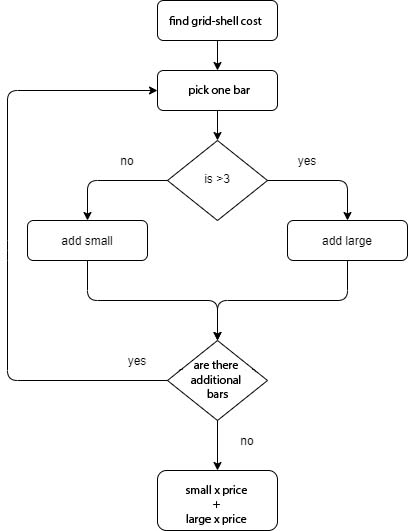 find grid-shell cost
pick one bar
no
yes
is >3
add small
add large
yes
are there
additional
bars
no
small x price
+
large x price